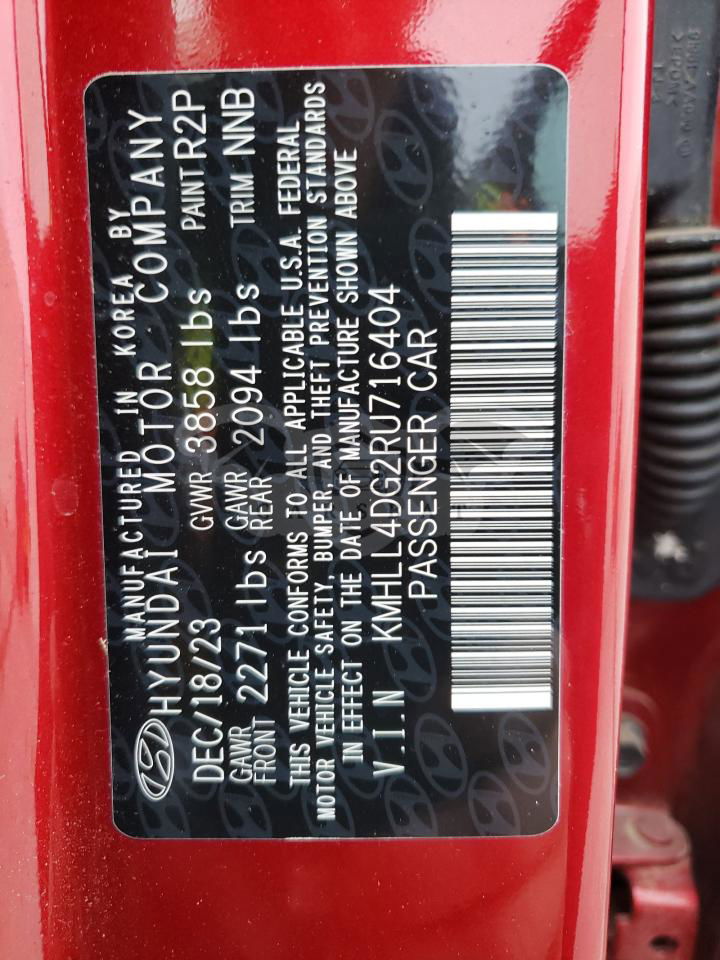 MANUFACTURED IN KOREA BY
HYUNDAI MOTOR COMPANY
DEC/18/23 GVWR 3858 lbs PAINT R2P
GAWR FRONT 2271 lbs GAWR REAR 2094 lbs TRIM NNB
THIS VEHICLE CONFORMS TO ALL APPLICABLE U.S.A. FEDERAL
MOTOR VEHICLE SAFETY, BUMPER, AND THEFT PREVENTION STANDARDS
IN EFFECT ON THE DATE OF MANUFACTURE SHOWN ABOVE
V.I.N KMHLL4DG2RU716404
PASSENGER CAR